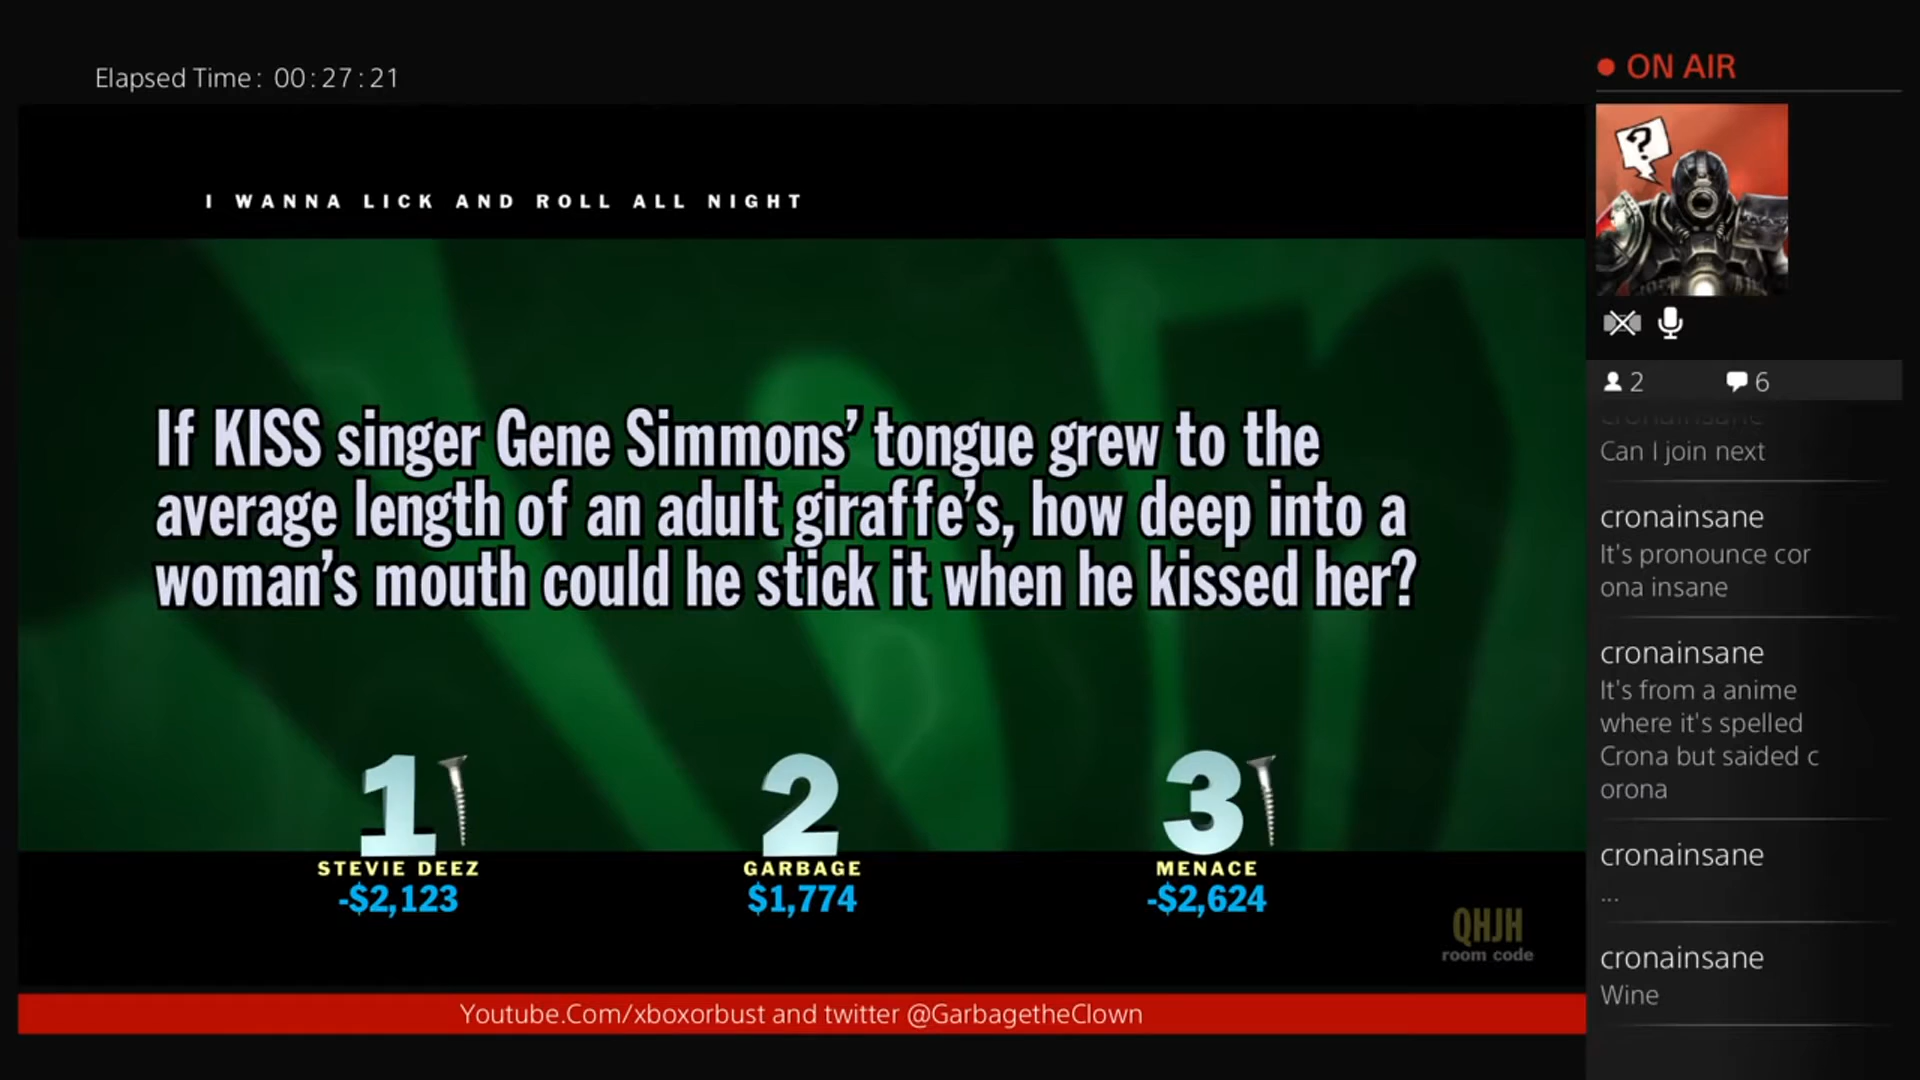 Elapsed Time: 00:27:21
ON AIR
I WANNA LICK AND ROLL ALL NIGHT
?
2 6
cronainsane
Can I join next
If KISS singer Gene Simmons' tongue grew to the
average length of an adult giraffe's, how deep into a
woman's mouth could he stick it when he kissed her?
cronainsane
It's pronounce cor
ona insane
cronainsane
It's from a anime
where it's spelled
Crona but saided c
orona
cronainsane
...
cronainsane
Wine
1 2 3
STEVIE DEEZ GARBAGE MENACE
-$2,123 $1,774 -$2,624
QHJH
room code
Youtube.Com/xboxorbust and twitter @GarbagetheClown